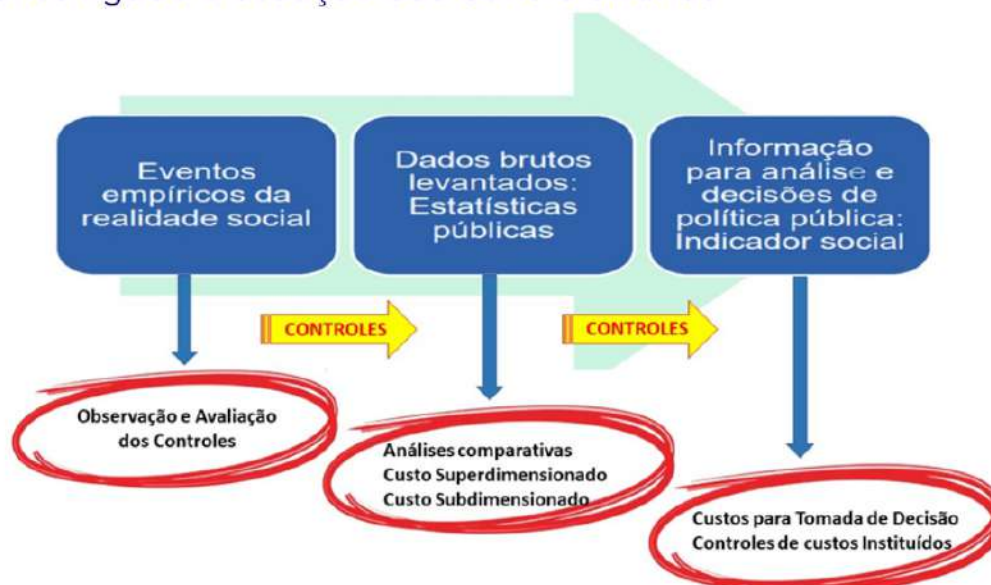 Eventos
empíricos da
realidade social
Dados brutos
levantados:
Estatísticas
públicas
Informação
para análise e
decisões de
política pública:
Indicador social
CONTROLES
CONTROLES
Observação e Avaliação
dos Controles
Análises comparativas
Custo Superdimensionado
Custo Subdimensionado
Custos para Tomada de Decisão
Controles de custos Instituídos